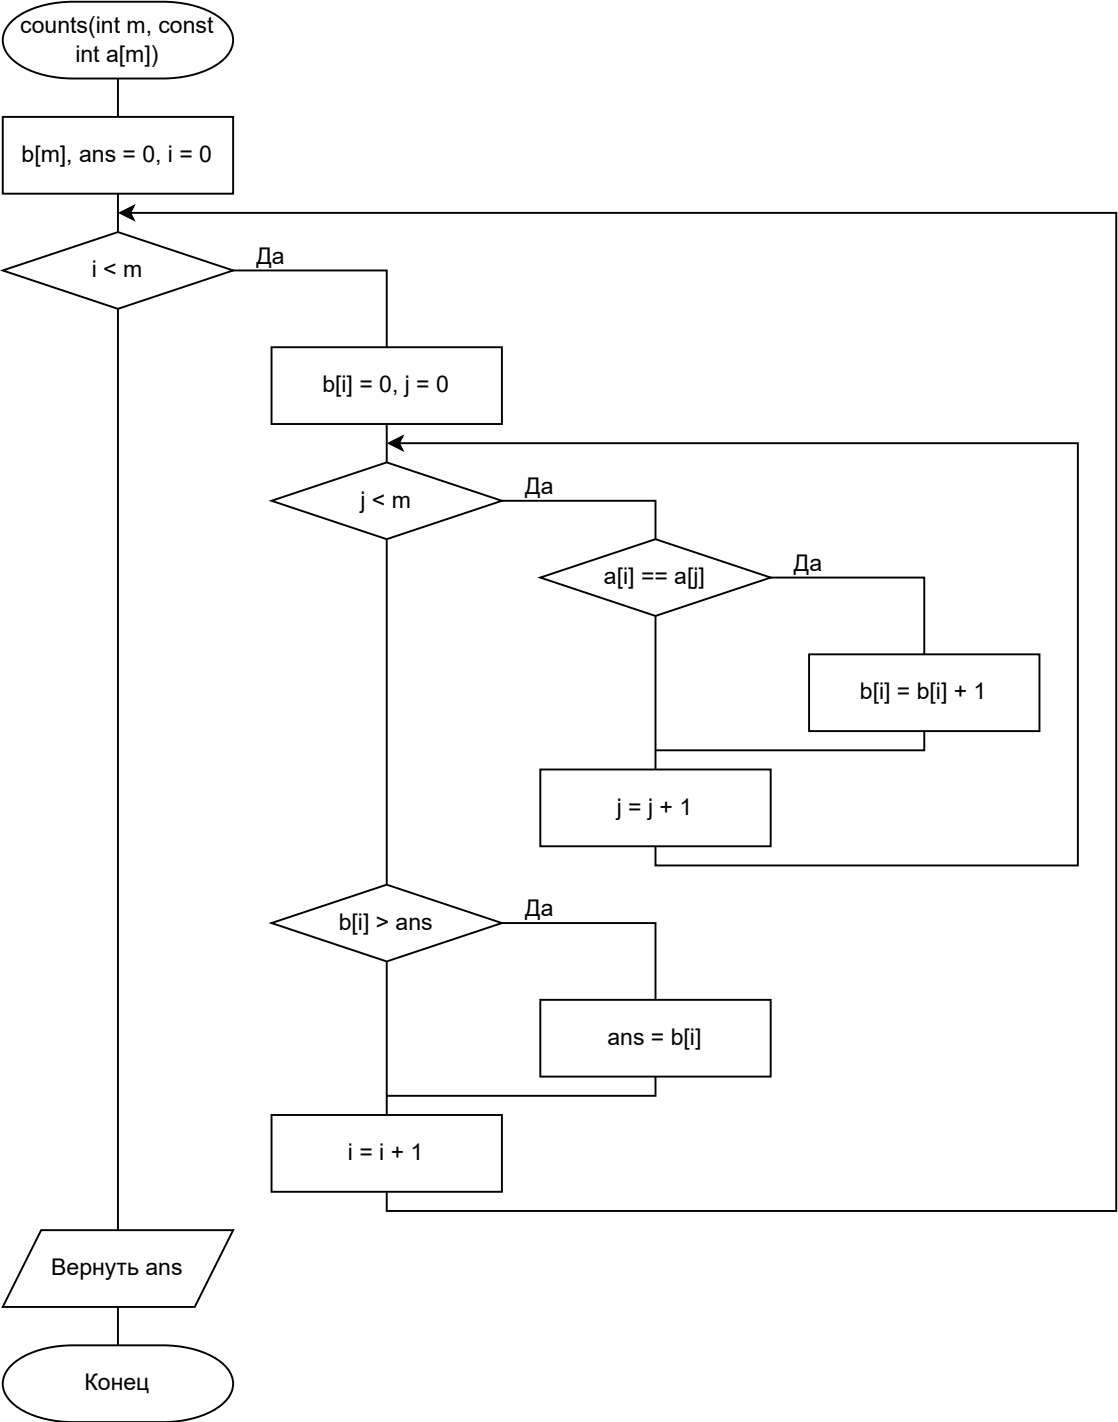 counts(int m, const
int a[m])
b[m], ans = 0, i = 0
i < m
Да
b[i] = 0, j = 0
j < m
Да
a[i] == a[j]
Да
b[i] = b[i] + 1
j = j + 1
b[i] > ans
Да
ans = b[i]
i = i + 1
Вернуть ans
Конец